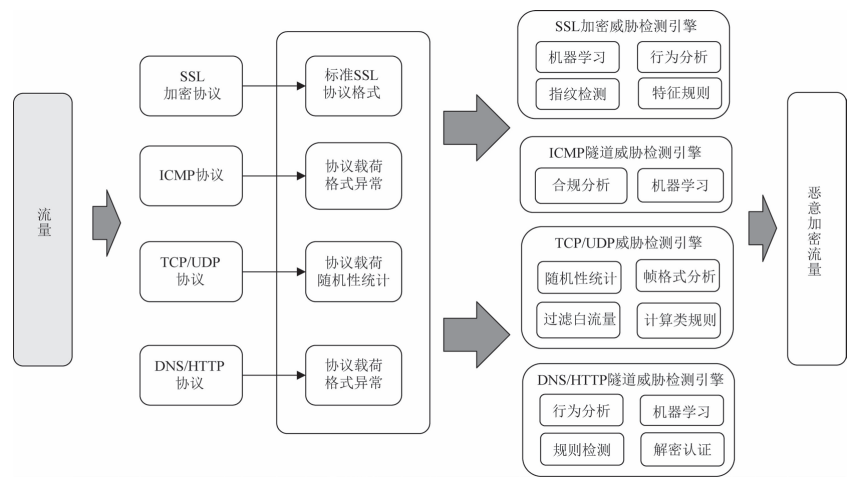 流量
SSL
加密协议
标准SSL
协议格式
ICMP协议
协议载荷
格式异常
TCP/UDP
协议
协议载荷
随机性统计
DNS/HTTP
协议
协议载荷
格式异常
SSL加密威胁检测引擎
机器学习
行为分析
指纹检测
特征规则
ICMP隧道威胁检测引擎
合规分析
机器学习
TCP/UDP威胁检测引擎
随机性统计
帧格式分析
过滤白流量
计算类规则
DNS/HTTP隧道威胁检测引擎
行为分析
机器学习
规则检测
解密认证
恶意加密流量